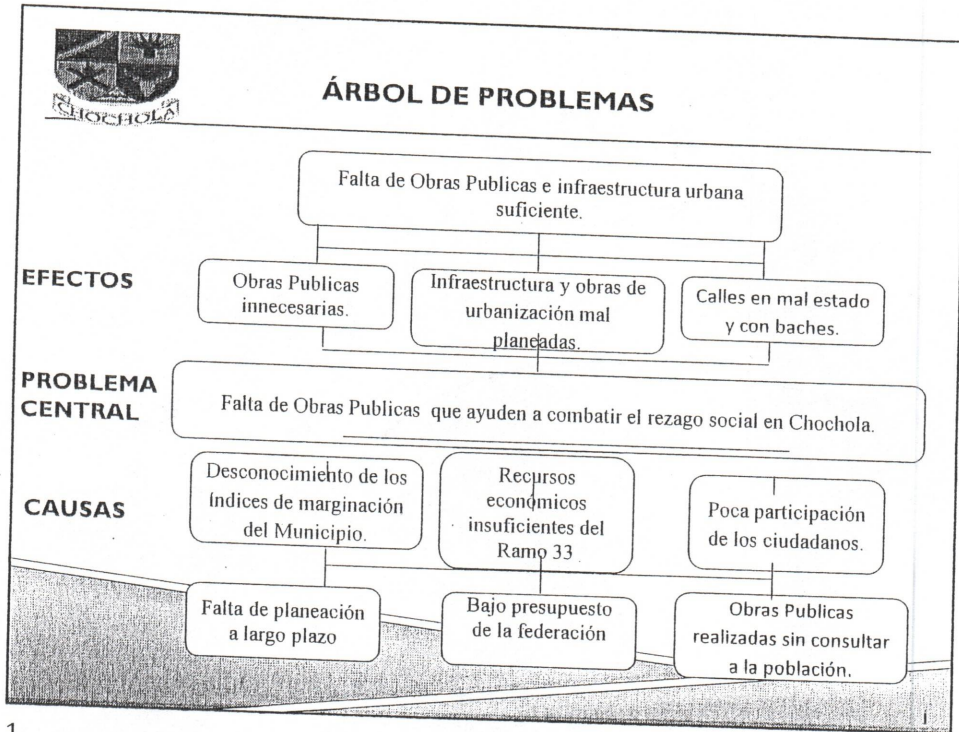 CHOCHOLA
ÁRBOL DE PROBLEMAS
Falta de Obras Publicas e infraestructura urbana
suficiente.
EFECTOS
Obras Publicas
innecesarias.
Infraestructura y obras de
urbanización mal
planeadas.
Calles en mal estado
y con baches.
PROBLEMA
CENTRAL
Falta de Obras Publicas que ayuden a combatir el rezago social en Chochola.
CAUSAS
Desconocimiento de los
índices de marginación
del Municipio.
Recursos
económicos
insuficientes del
Ramo 33
Poca participación
de los ciudadanos.
Falta de planeación
a largo plazo
Bajo presupuesto
de la federación
Obras Publicas
realizadas sin consultar
a la población.
1